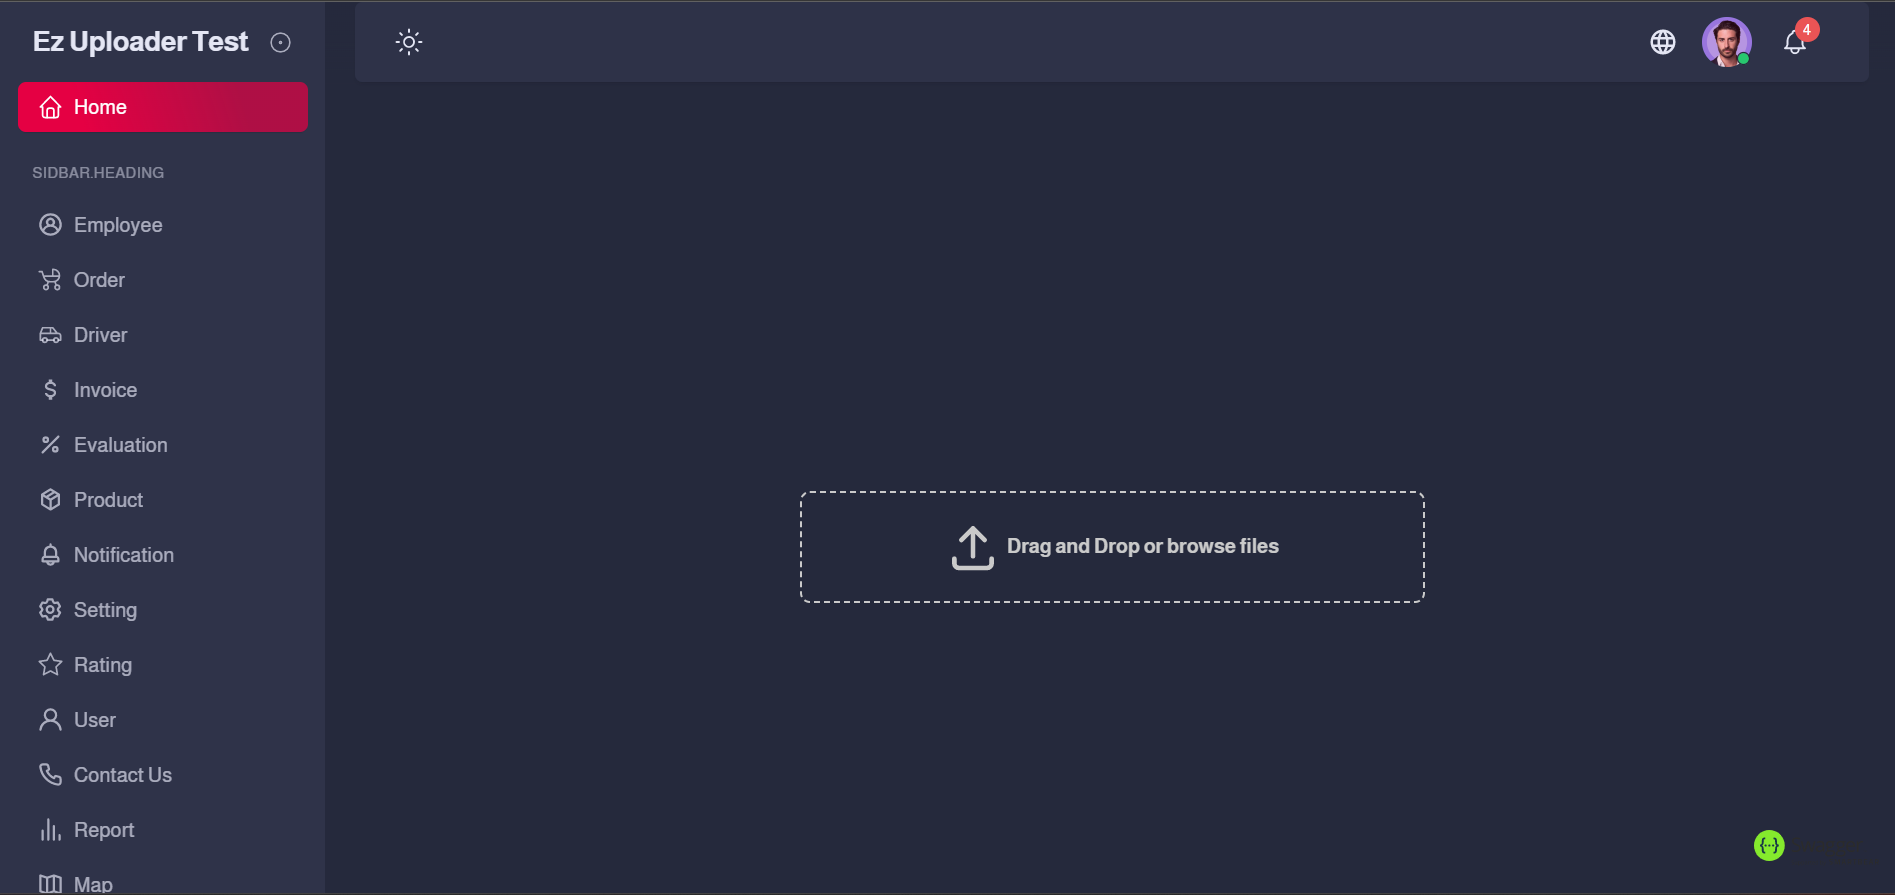 Ez Uploader Test
4
Home
SIDBAR.HEADING
Employee
Order
Driver
Invoice
Evaluation
Product
Drag and Drop or browse files
Notification
Setting
Rating
User
Contact Us
Report
{...}
Map